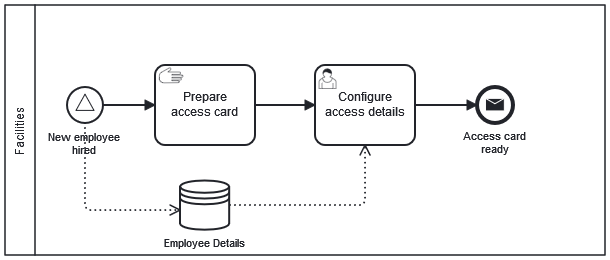 Facilities
New employee
hired
Prepare
access card
Configure
access details
Access card
ready
Employee Details